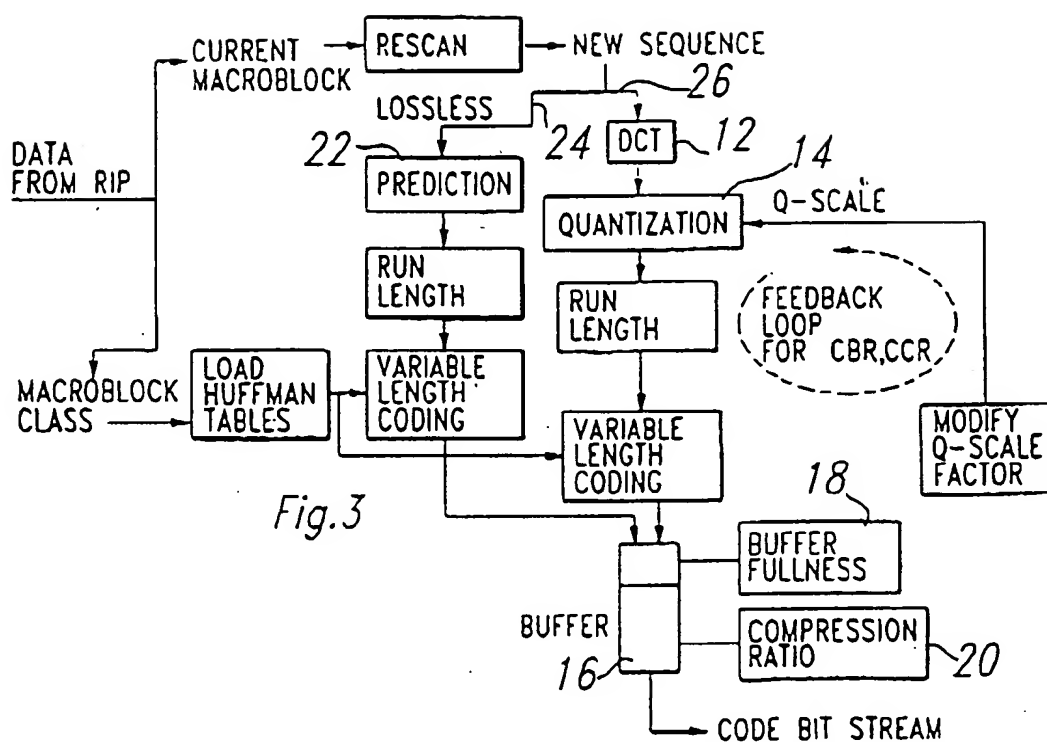 CURRENT
MACROBLOCK
RESCAN
NEW SEQUENCE
26
LOSSLESS
24
DATA
FROM RIP
22
DCT
12
14
PREDICTION
Q-SCALE
QUANTIZATION
RUN
LENGTH
RUN
LENGTH
FEEDBACK
LOOP
FOR CBR,CCR
MACROBLOCK
CLASS
LOAD
HUFFMAN
TABLES
VARIABLE
LENGTH
CODING
VARIABLE
LENGTH
CODING
MODIFY
Q-SCALE
FACTOR
Fig.3
18
BUFFER
FULLNESS
BUFFER
16
COMPRESSION
RATIO
20
CODE BIT STREAM